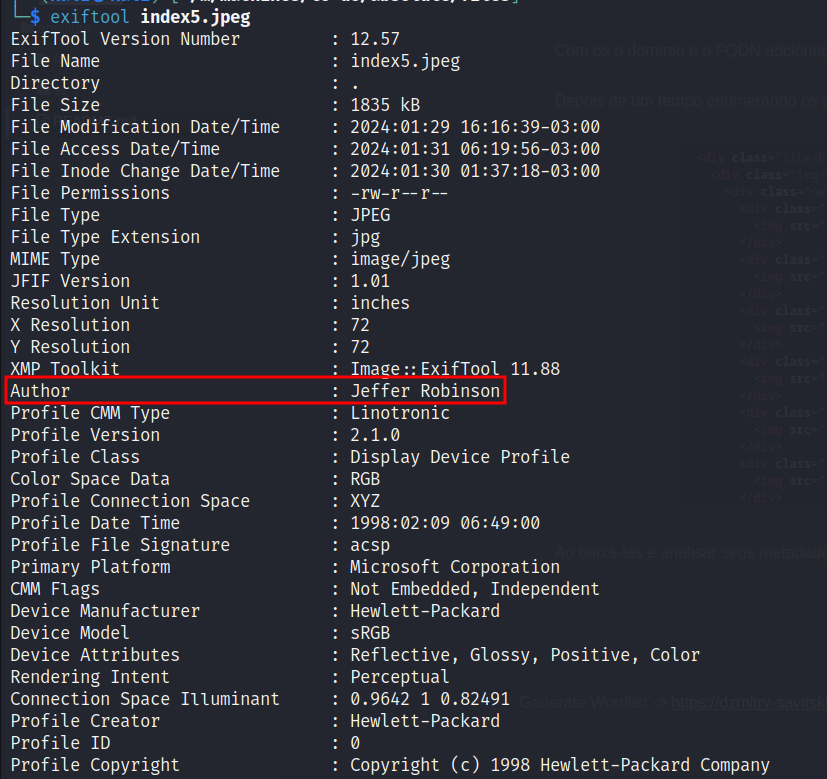 $ exiftool index5.jpeg
ExifTool Version Number : 12.57
File Name : index5.jpeg
Directory : .
File Size : 1835 kB
File Modification Date/Time : 2024:01:29 16:16:39-03:00
File Access Date/Time : 2024:01:31 06:19:56-03:00
File Inode Change Date/Time : 2024:01:30 01:37:18-03:00
File Permissions : -rw-r--r--
File Type : JPEG
File Type Extension : jpg
MIME Type : image/jpeg
JFIF Version : 1.01
Resolution Unit : inches
X Resolution : 72
Y Resolution : 72
XMP Toolkit : Image::ExifTool 11.88
Author : Jeffer Robinson
Profile CMM Type : Linotronic
Profile Version : 2.1.0
Profile Class : Display Device Profile
Color Space Data : RGB
Profile Connection Space : XYZ
Profile Date Time : 1998:02:09 06:49:00
Profile File Signature : acsp
Primary Platform : Microsoft Corporation
CMM Flags : Not Embedded, Independent
Device Manufacturer : Hewlett-Packard
Device Model : sRGB
Device Attributes : Reflective, Glossy, Positive, Color
Rendering Intent : Perceptual
Connection Space Illuminant : 0.9642 1 0.82491
Profile Creator : Hewlett-Packard
Profile ID : 0
Profile Copyright : Copyright (c) 1998 Hewlett-Packard Company